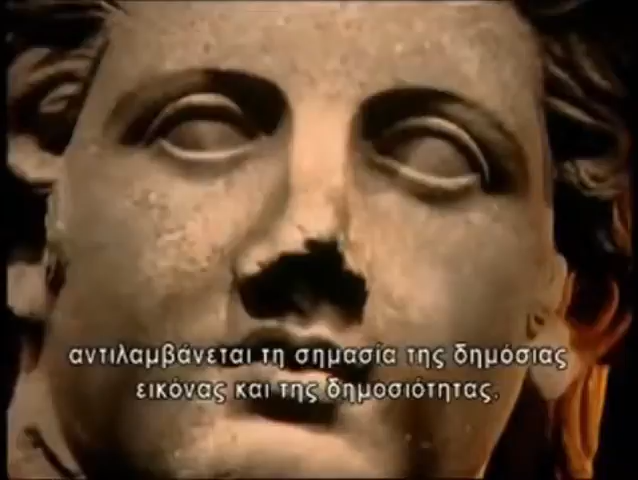 αντιλαμβάνεται τη σημασία της δημόσιας
εικόνας και της δημοσιότητας.